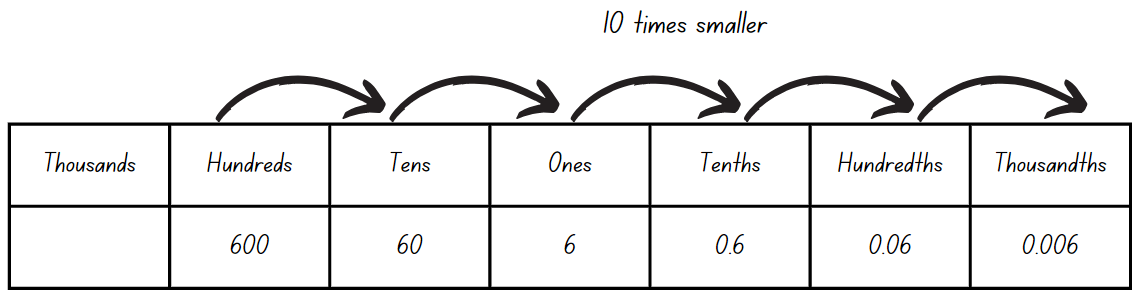 10 times smaller
Thousands Hundreds Tens Ones Tenths Hundredths Thousandths
600 60 6 0.6 0.06 0.006